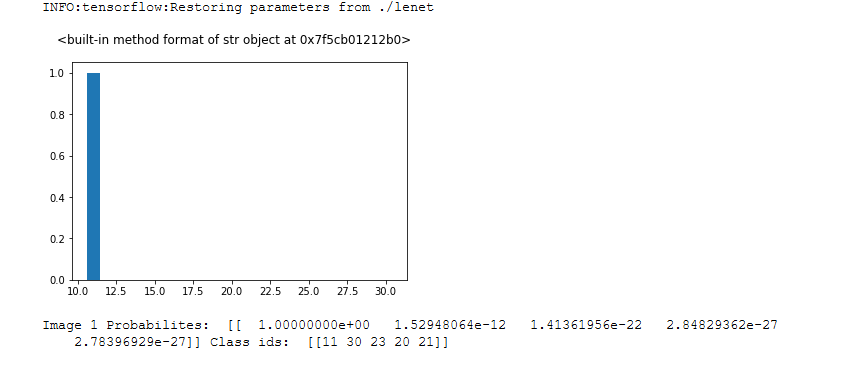 INFO:tensorflow:Restoring parameters from ./lenet
<built-in method format of str object at 0x7f5cb01212b0>
1.0
0.8
0.6
0.4
0.2
0.0
10.0 12.5 15.0 17.5 20.0 22.5 25.0 27.5 30.0
Image 1 Probabilites:  [[  1.00000000e+00   1.52948064e-12   1.41361956e-22   2.84829362e-27
    2.78396929e-27]] Class ids:  [[11 30 23 20 21]]